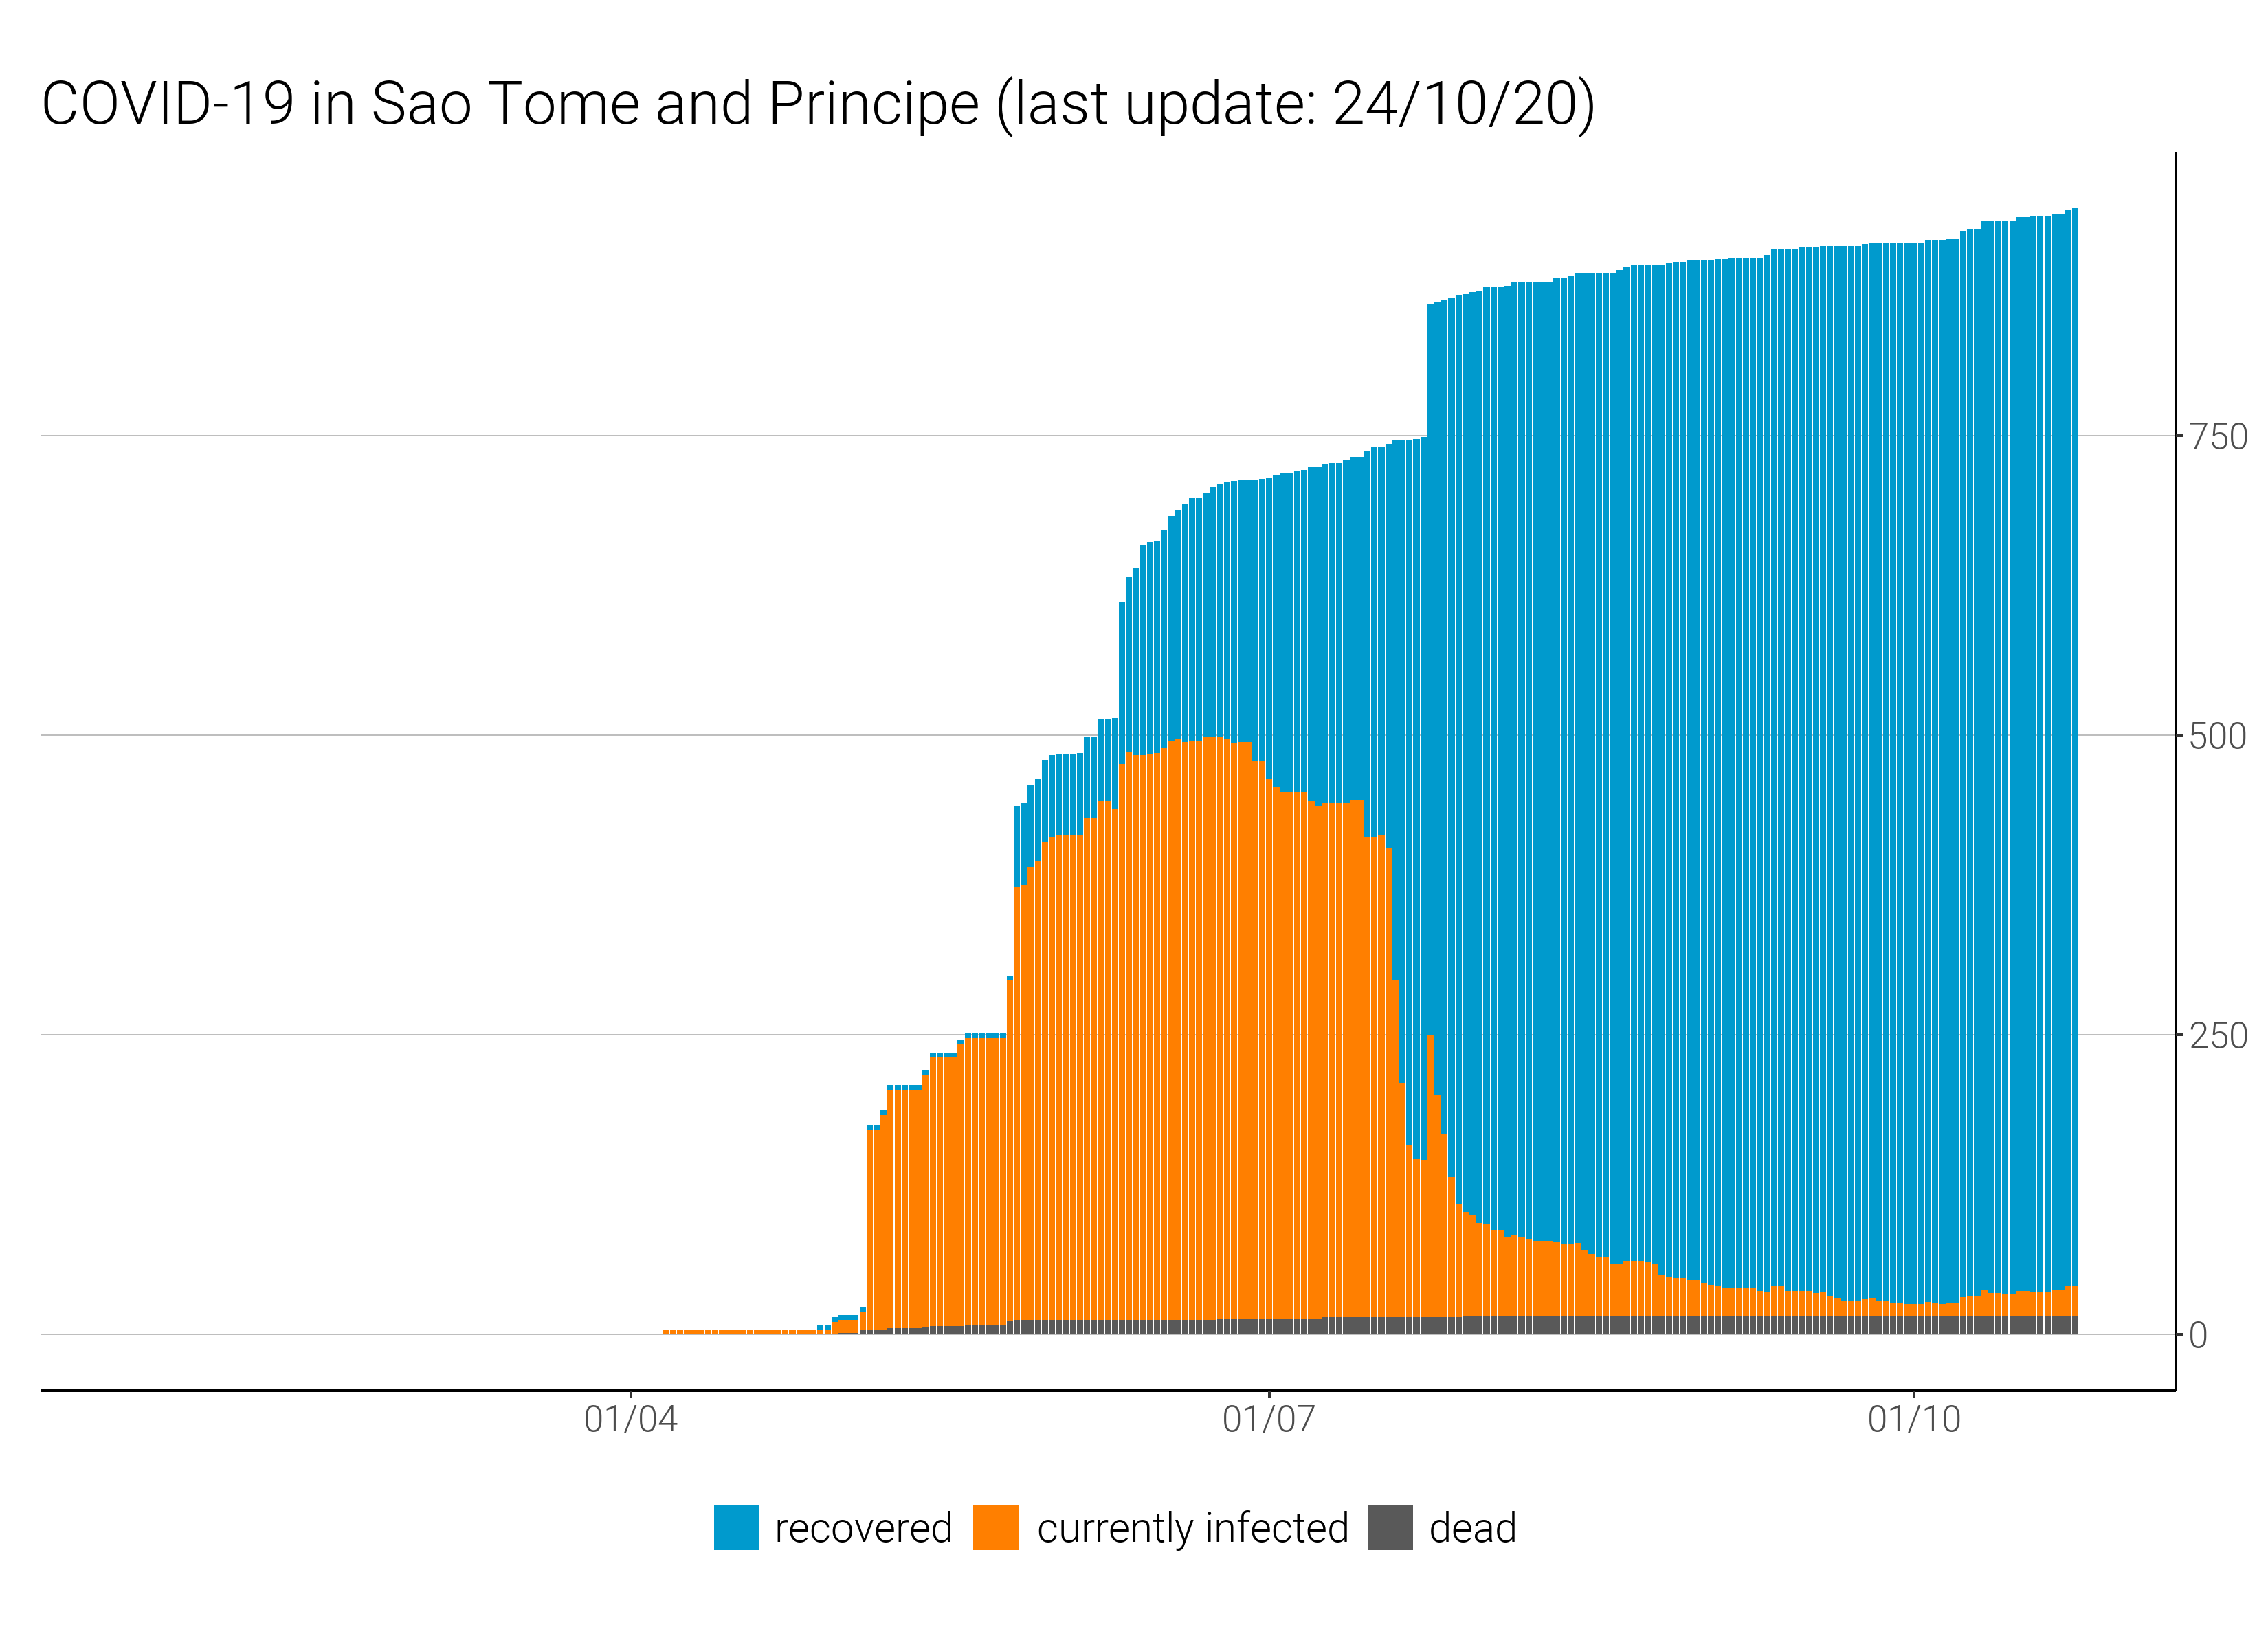 COVID-19 in Sao Tome and Principe (last update: 24/10/20)
750
500
250
0
01/04 01/07 01/10
recovered currently infected dead